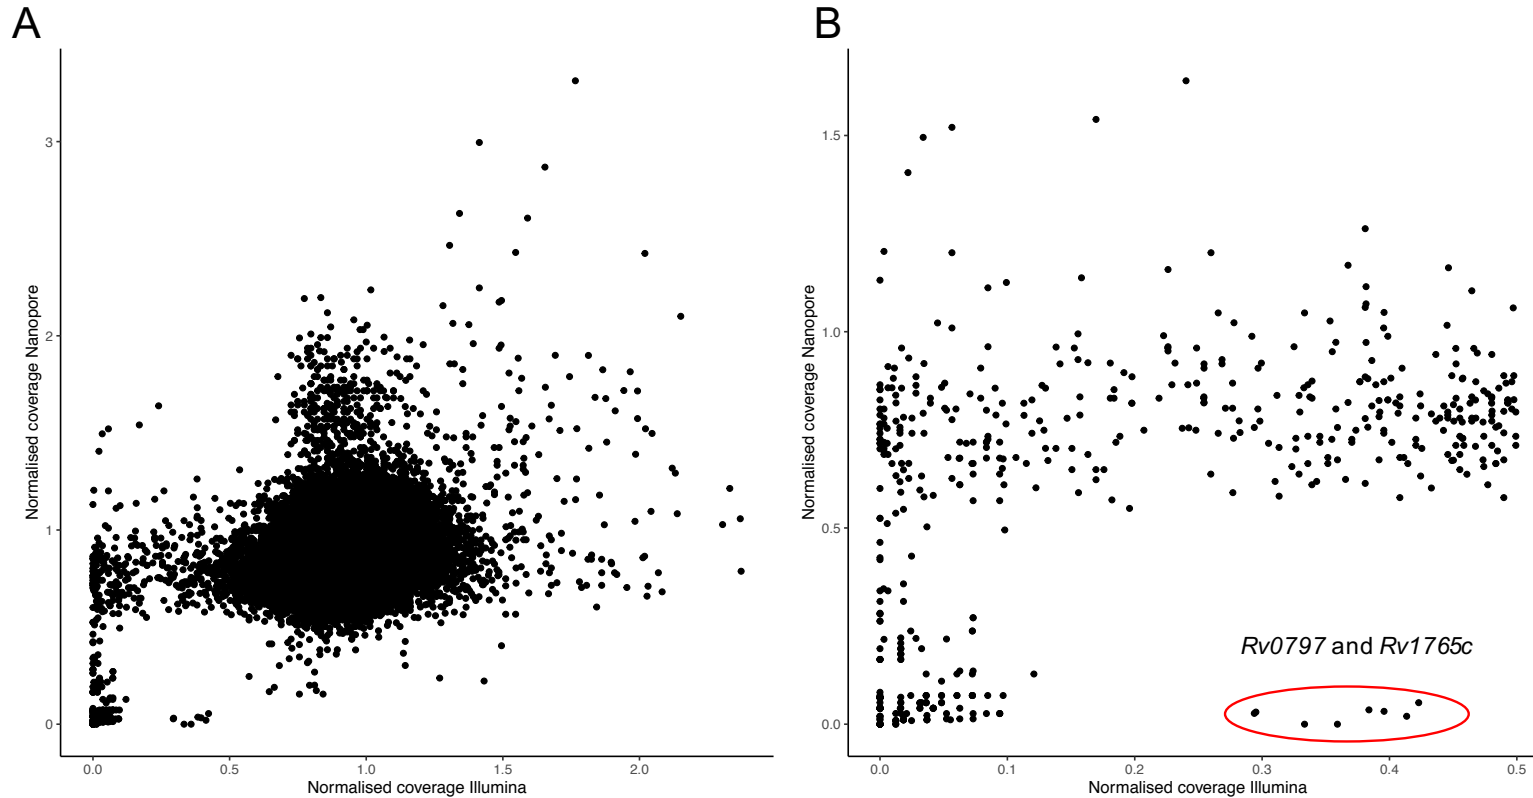 A
B
3
2
1
0
0.0 0.5 1.0 1.5 2.0
Normalised coverage Illumina
Normalised coverage Nanopore
1.5
1.0
0.5
0.0
Rv0797 and Rv1765c
0.0 0.1 0.2 0.3 0.4 0.5
Normalised coverage Illumina
Normalised coverage Nanopore